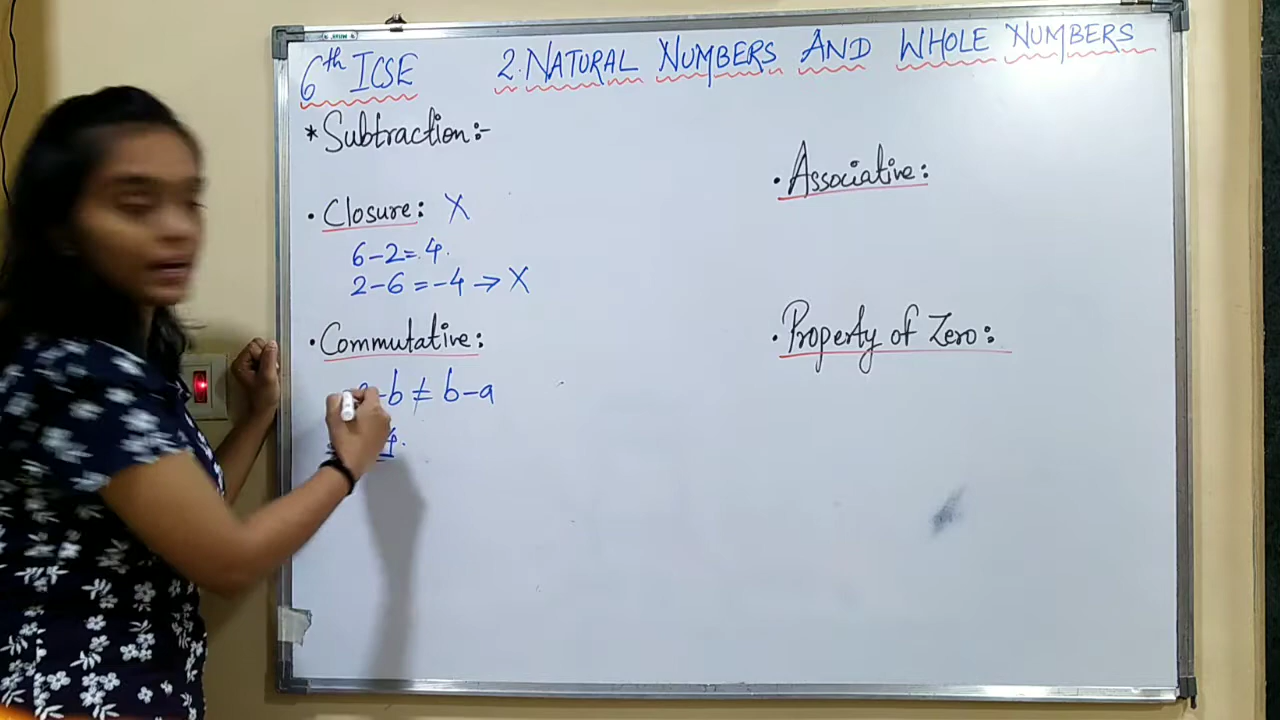 6th ICSE 2. NATURAL NUMBERS AND WHOLE NUMBERS
* Subtraction:-
• Closure: X
6-2=4.
2-6=-4 → X
• Commutative:
-b ≠ b-a
4.
• Associative:
• Property of Zero: